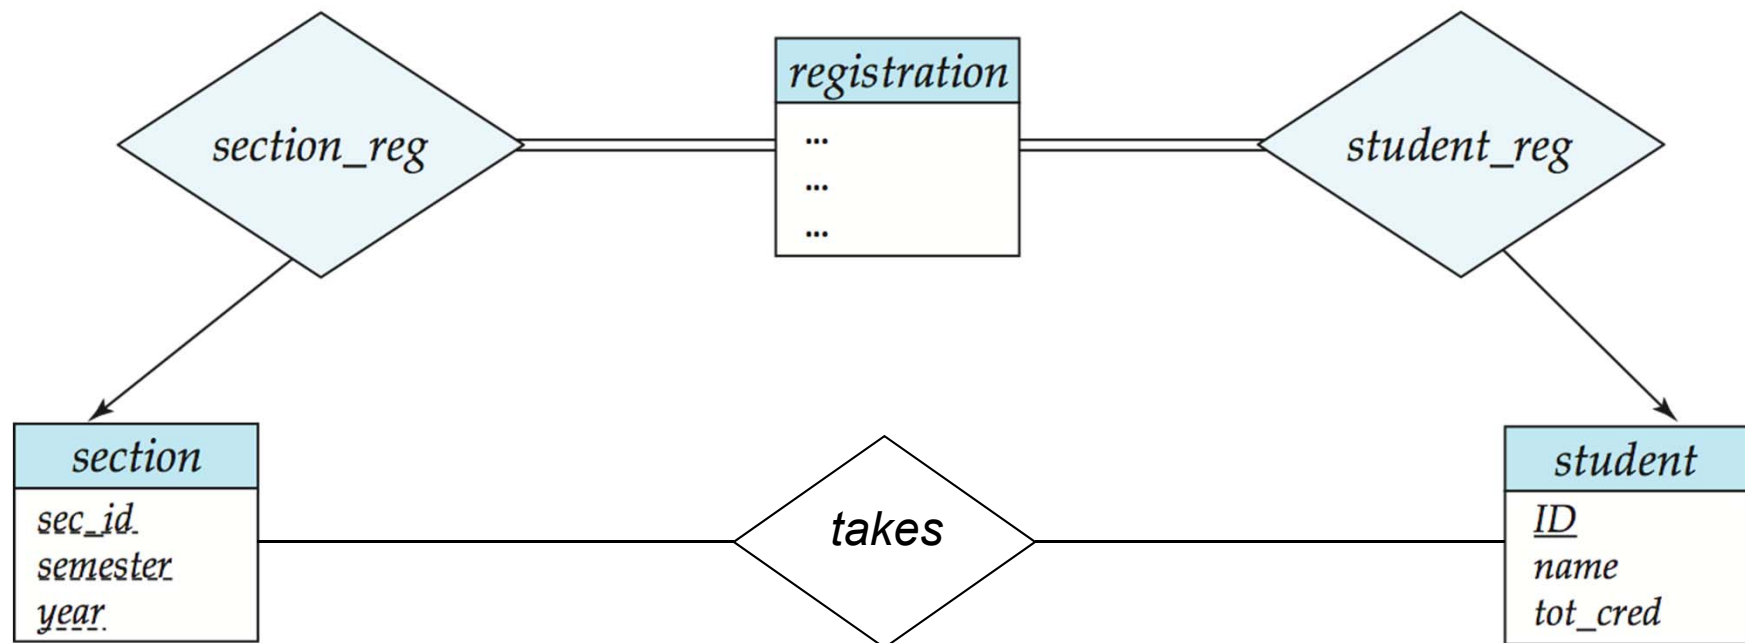 section_reg
registration
...
...
...
student_reg
section
sec_id
semester
year
takes
student
ID
name
tot_cred